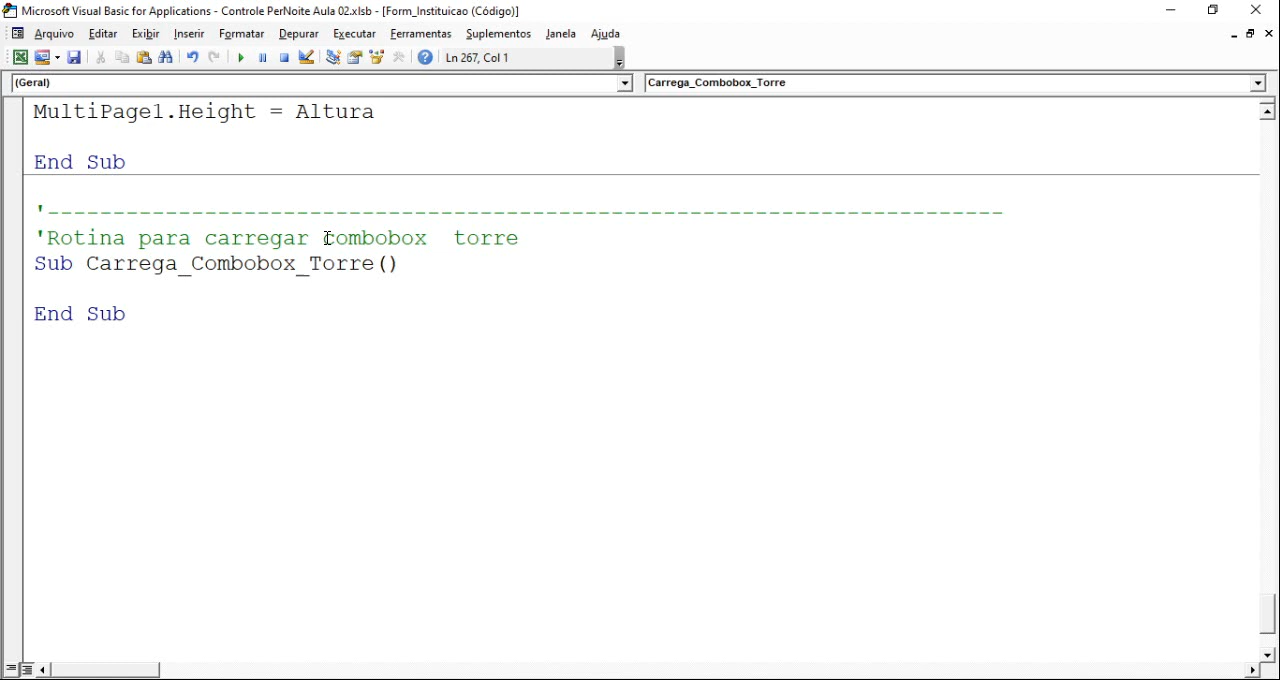 Microsoft Visual Basic for Applications - Controle PerNoite Aula 02.xlsb - [Form_Instituicao (Código)]
Arquivo Editar Exibir Inserir Formatar Depurar Executar Ferramentas Suplementos Janela Ajuda
Ln 267, Col 1
(Geral) Carrega_Combobox_Torre
MultiPage1.Height = Altura
End Sub
'-------------------------------------------------------------------------
'Rotina para carregar combobox  torre
Sub Carrega_Combobox_Torre()
End Sub